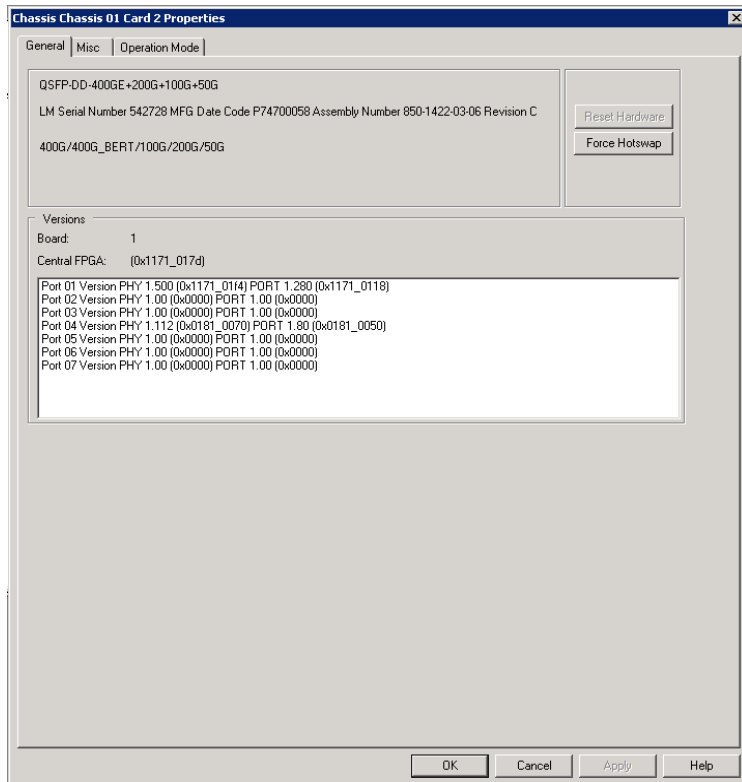 Chassis Chassis 01 Card 2 Properties
General Misc Operation Mode
QSFP-DD-400GE+200G+100G+50G
LM Serial Number 542728 MFG Date Code P74700058 Assembly Number 850-1422-03-06 Revision C
400G/400G_BERT/100G/200G/50G
Reset Hardware
Force Hotswap
Versions
Board: 1
Central FPGA: (0x1171_017d)
Port 01 Version PHY 1.500 (0x1171_01f4) PORT 1.280 (0x1171_0118)
Port 02 Version PHY 1.00 (0x0000) PORT 1.00 (0x0000)
Port 03 Version PHY 1.00 (0x0000) PORT 1.00 (0x0000)
Port 04 Version PHY 1.112 (0x0181_0070) PORT 1.80 (0x0181_0050)
Port 05 Version PHY 1.00 (0x0000) PORT 1.00 (0x0000)
Port 06 Version PHY 1.00 (0x0000) PORT 1.00 (0x0000)
Port 07 Version PHY 1.00 (0x0000) PORT 1.00 (0x0000)
OK Cancel Apply Help